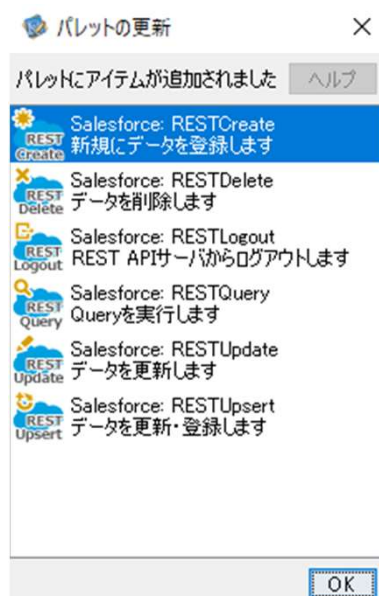 パレットの更新
パレットにアイテムが追加されました ヘルプ
REST Create
Salesforce: RESTCreate
新規にデータを登録します
REST Delete
Salesforce: RESTDelete
データを削除します
REST Logout
Salesforce: RESTLogout
REST APIサーバからログアウトします
REST Query
Salesforce: RESTQuery
Queryを実行します
REST Update
Salesforce: RESTUpdate
データを更新します
REST Upsert
Salesforce: RESTUpsert
データを更新・登録します
OK